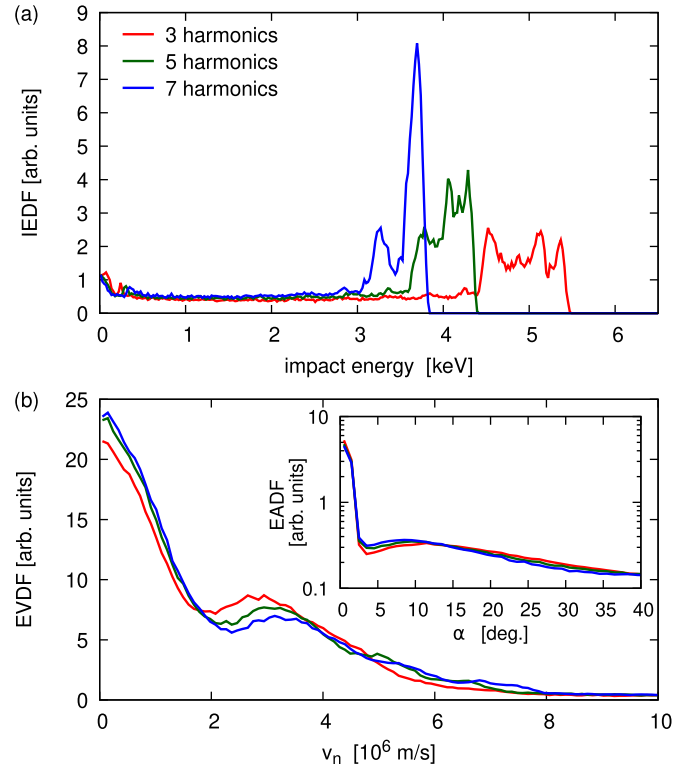 (a)
3 harmonics
5 harmonics
7 harmonics
IEDF [arb. units]
9
8
7
6
5
4
3
2
1
0
0 1 2 3 4 5 6
impact energy [keV]
(b)
EVDF [arb. units]
25
20
15
10
5
0
0 2 4 6 8 10
v_n [10^6 m/s]
EADF
[arb. units]
10
1
0.1
0 5 10 15 20 25 30 35 40
α [deg.]